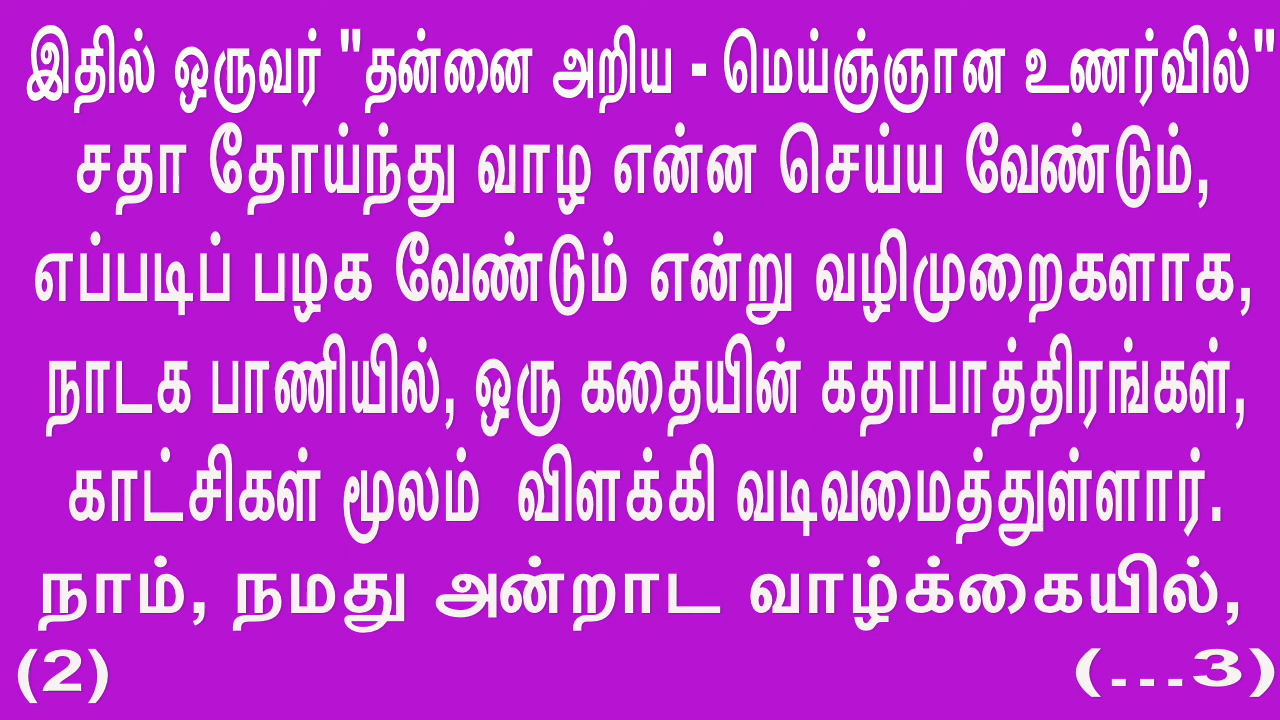 இதில் ஒருவர் "தன்னை அறிய - மெய்ஞ்ஞான உணர்வில்"
சதா தோய்ந்து வாழ என்ன செய்ய வேண்டும்,
எப்படிப் பழக வேண்டும் என்று வழிமுறைகளாக,
நாடக பாணியில், ஒரு கதையின் கதாபாத்திரங்கள்,
காட்சிகள் மூலம் விளக்கி வடிவமைத்துள்ளார்.
நாம், நமது அன்றாட வாழ்க்கையில்,
(2) (...3)